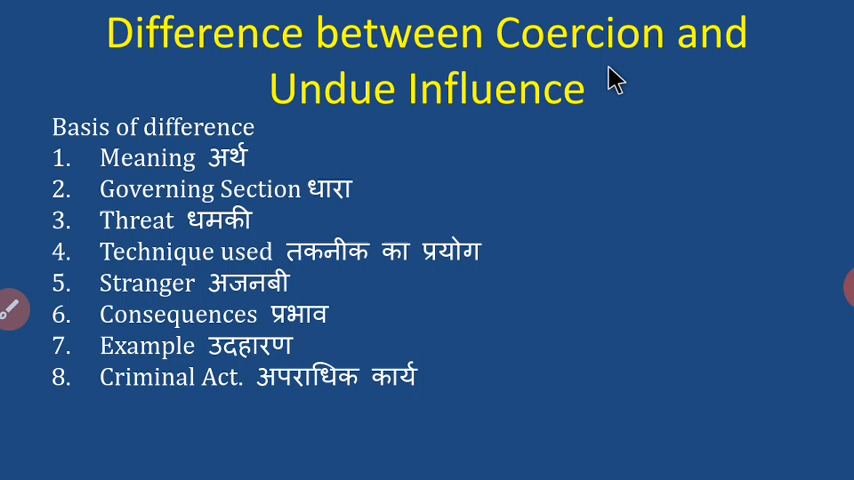 Difference between Coercion and
Undue Influence
Basis of difference
1. Meaning अर्थ
2. Governing Section धारा
3. Threat धमकी
4. Technique used तकनीक का प्रयोग
5. Stranger अजनबी
6. Consequences प्रभाव
7. Example उदहारण
8. Criminal Act. अपराधिक कार्य